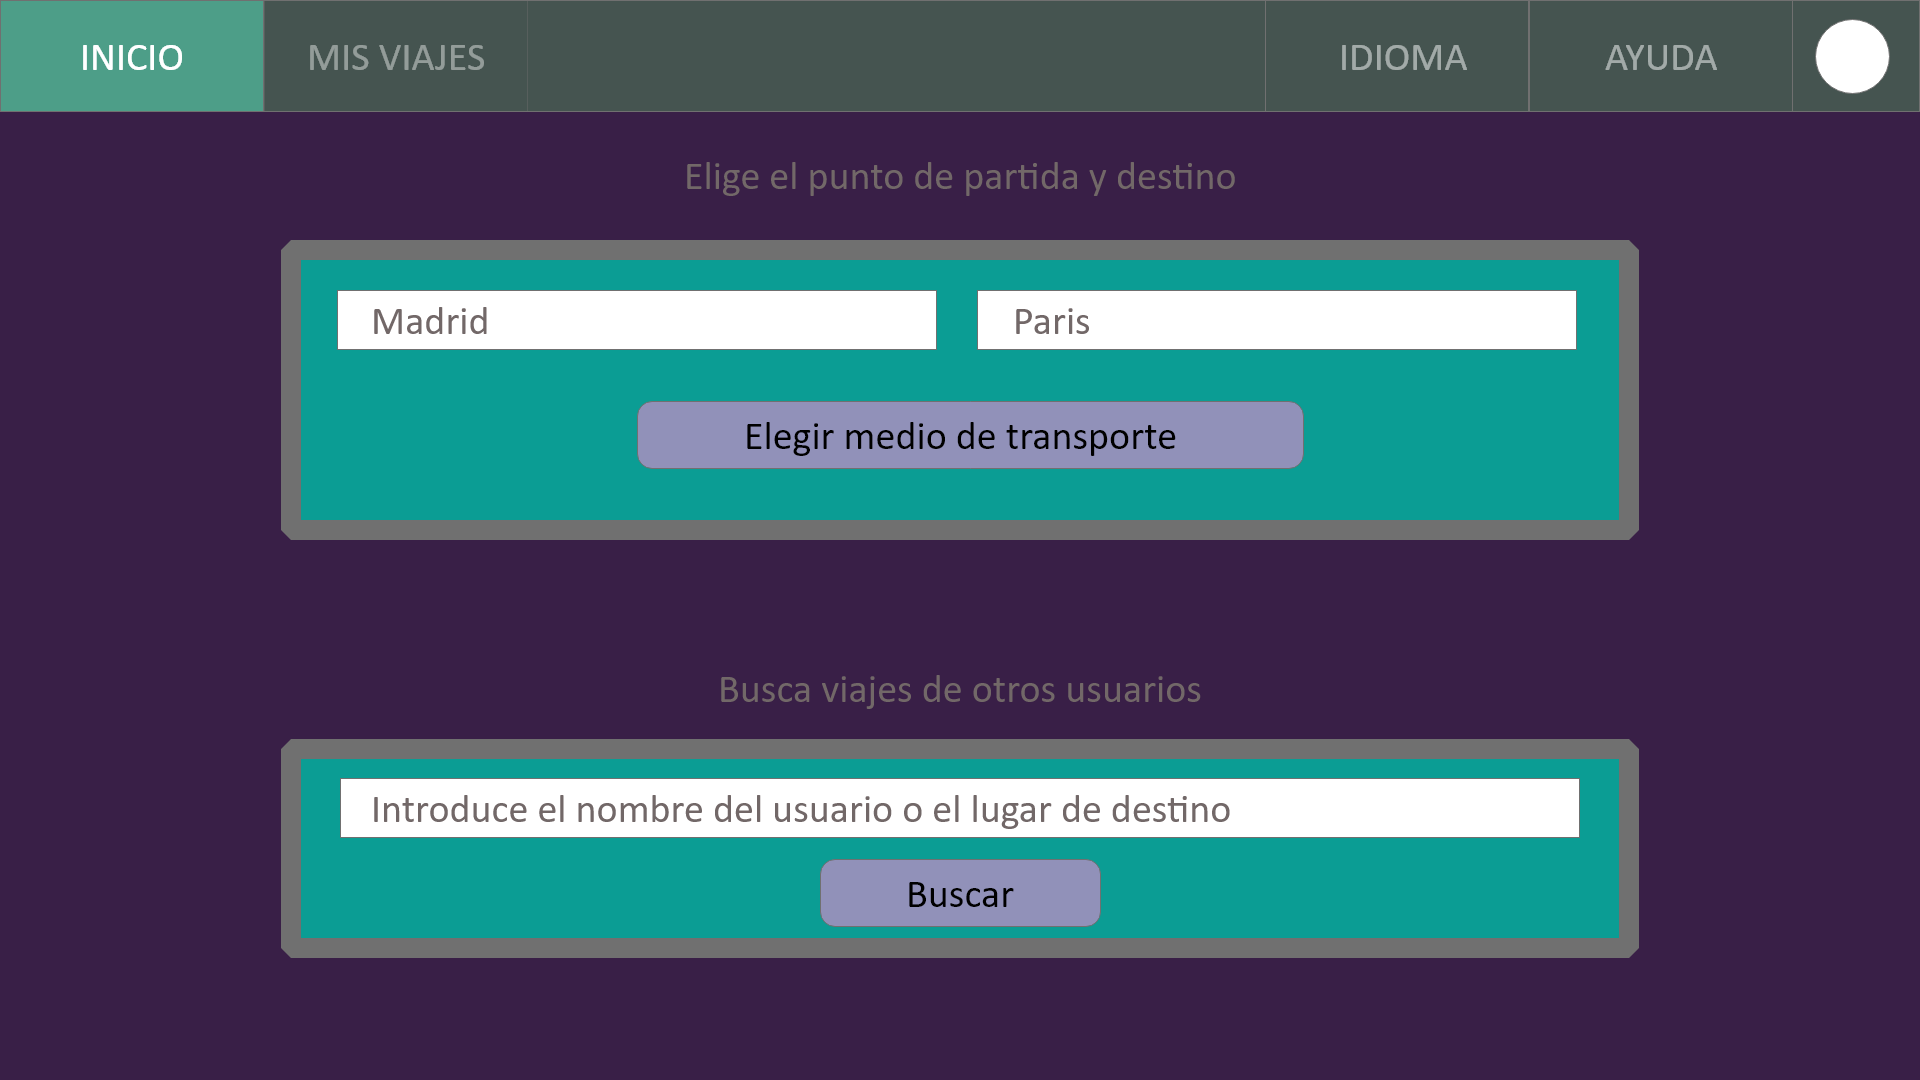 INICIO
MIS VIAJES
IDIOMA
AYUDA
Elige el punto de partida y destino
Madrid
Paris
Elegir medio de transporte
Busca viajes de otros usuarios
Introduce el nombre del usuario o el lugar de destino
Buscar